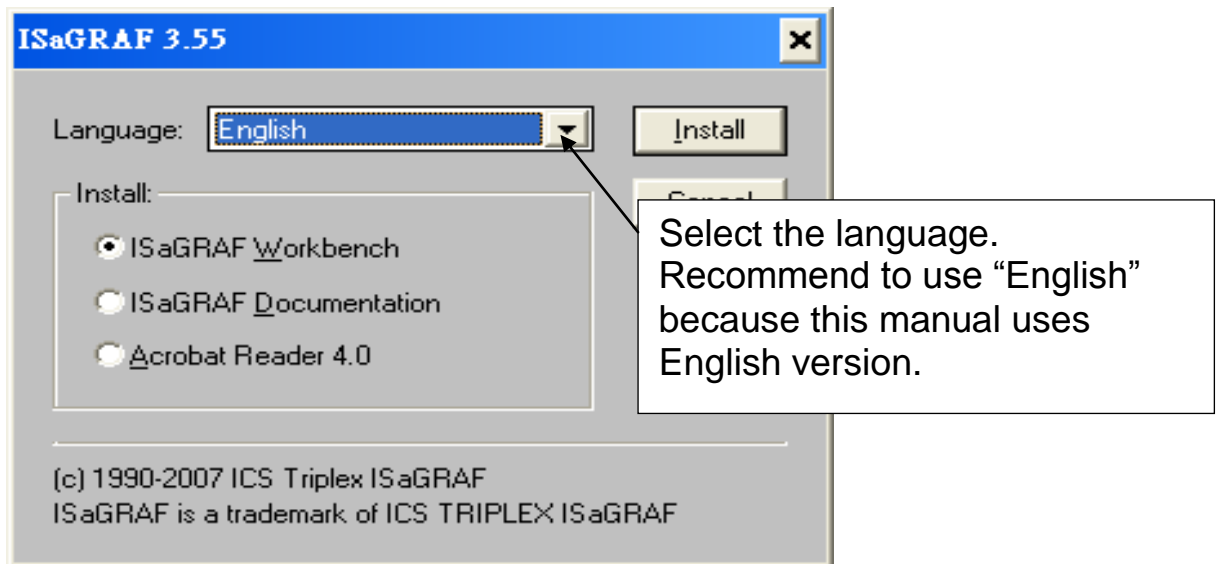 ISaGRAF 3.55
Language: English Install
Install:
Cancel
ISaGRAF Workbench
ISaGRAF Documentation
Acrobat Reader 4.0
Select the language.
Recommend to use “English”
because this manual uses
English version.
(c) 1990-2007 ICS Triplex ISaGRAF
ISaGRAF is a trademark of ICS TRIPLEX ISaGRAF